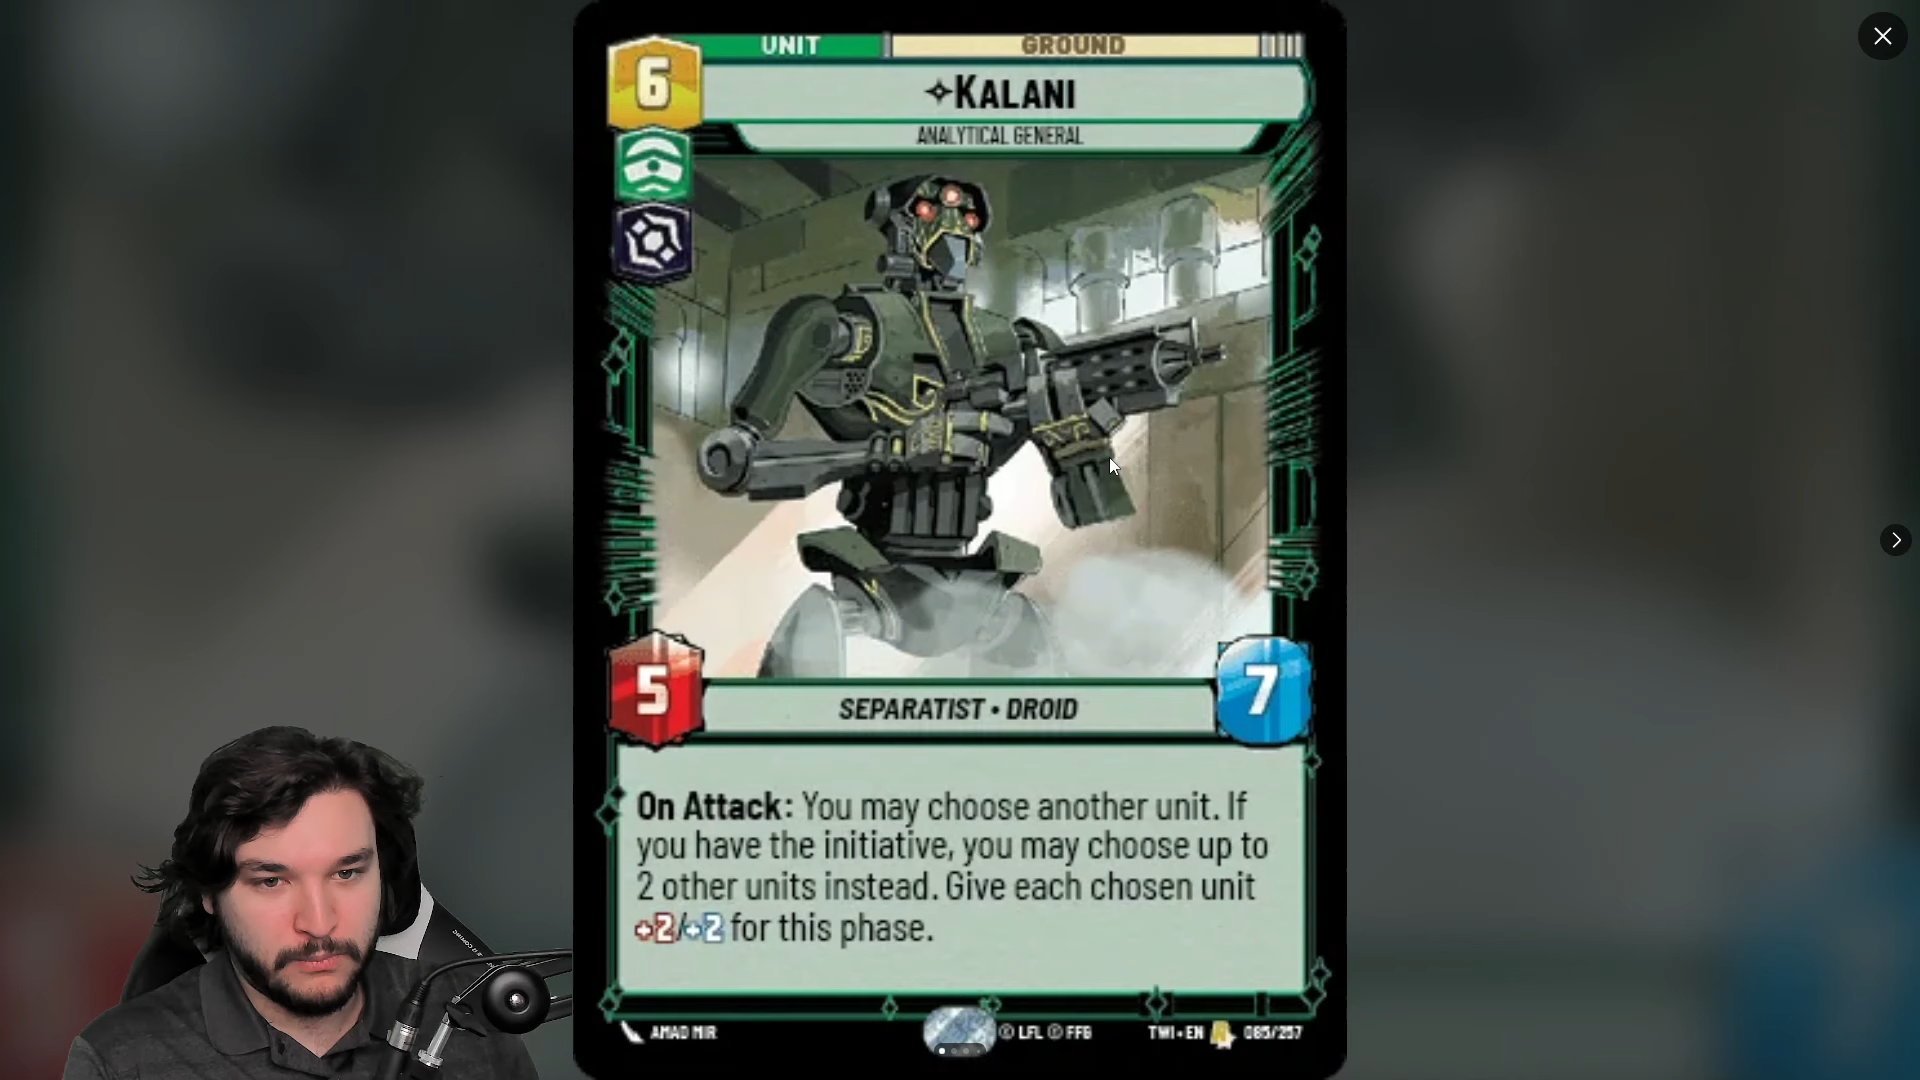 UNIT
GROUND
6
KALANI
ANALYTICAL GENERAL
5
7
SEPARATIST • DROID
On Attack: You may choose another unit. If
you have the initiative, you may choose up to
2 other units instead. Give each chosen unit
+2/+2 for this phase.
AMAD MIR
© LFL © FFG
TWI • EN
R
085/257